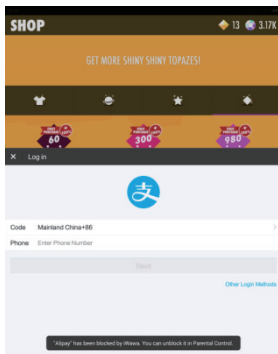 SHOP
13 3.17K
GET MORE SHINY SHINY TOPAZES!
60 300 980
× Log in
支
Code Mainland China+86 >
Phone Enter Phone Number
Next
Other Login Methods
"Alipay" has been blocked by iWawa. You can unblock it in Parental Control.